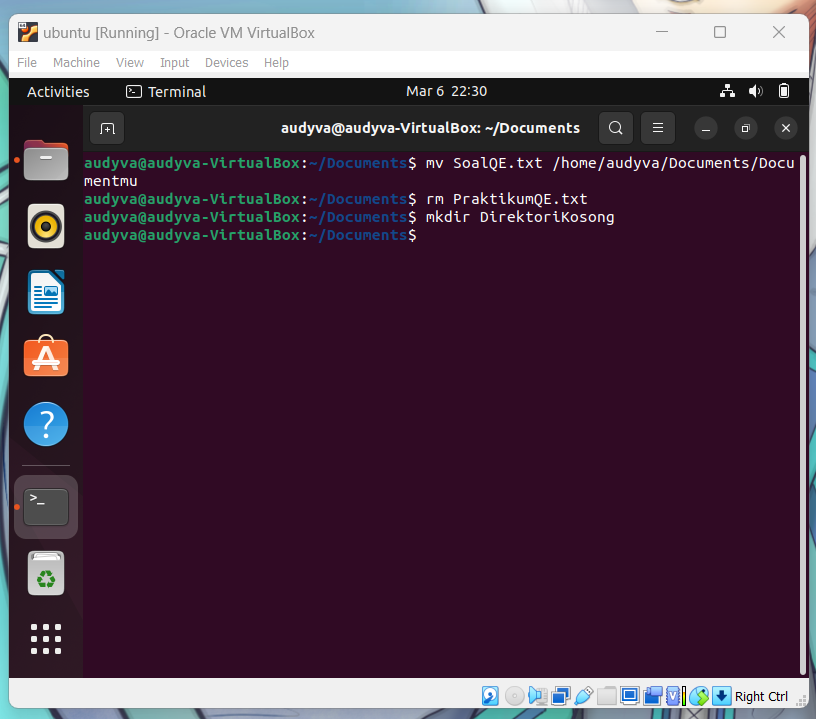 ubuntu [Running] - Oracle VM VirtualBox
File Machine View Input Devices Help
Activities Terminal Mar 6 22:30
audyva@audyva-VirtualBox: ~/Documents
audyva@audyva-VirtualBox:~/Documents$ mv SoalQE.txt /home/audyva/Documents/Docu
mentmu
audyva@audyva-VirtualBox:~/Documents$ rm PraktikumQE.txt
audyva@audyva-VirtualBox:~/Documents$ mkdir DirektoriKosong
audyva@audyva-VirtualBox:~/Documents$
Right Ctrl